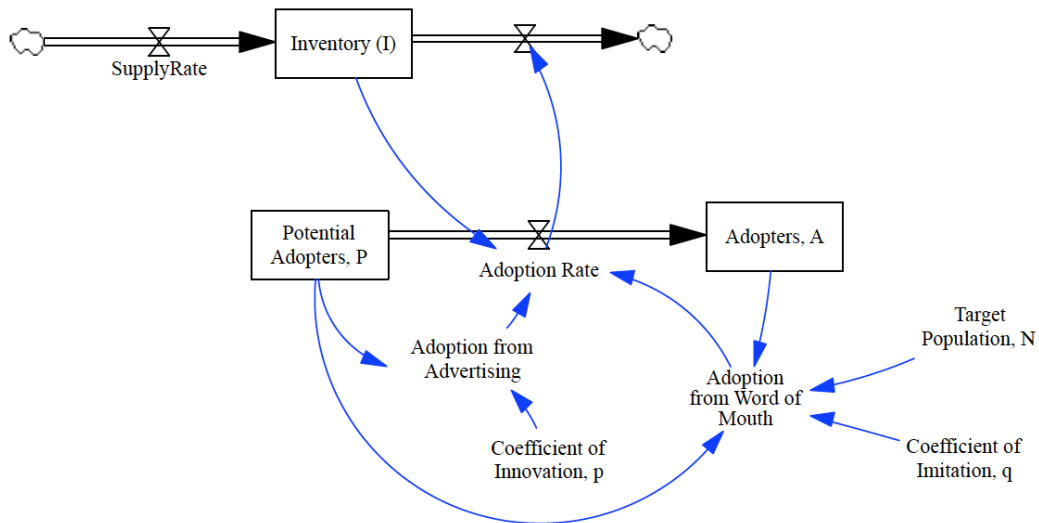 Inventory (I)
SupplyRate
Potential
Adopters, P
Adopters, A
Adoption Rate
Target
Population, N
Adoption from
Advertising
Adoption
from Word of
Mouth
Coefficient of
Innovation, p
Coefficient of
Imitation, q